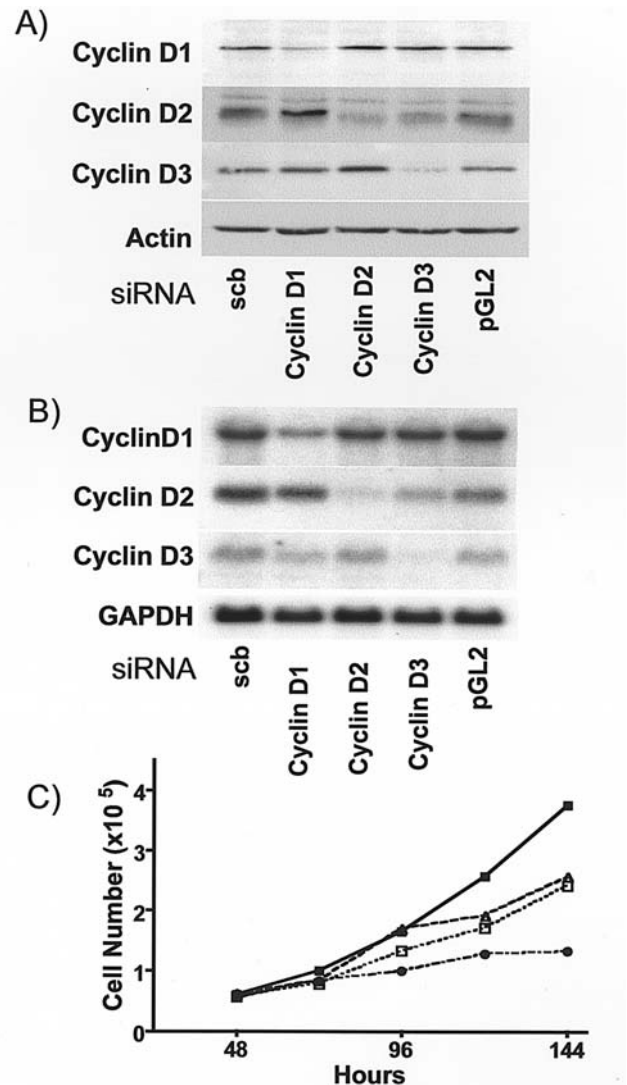 A)
Cyclin D1
Cyclin D2
Cyclin D3
Actin
siRNA
scb
Cyclin D1
Cyclin D2
Cyclin D3
pGL2
B)
CyclinD1
Cyclin D2
Cyclin D3
GAPDH
siRNA
scb
Cyclin D1
Cyclin D2
Cyclin D3
pGL2
C)
Cell Number (x10 5)
4
3
2
1
0
48
96
144
Hours